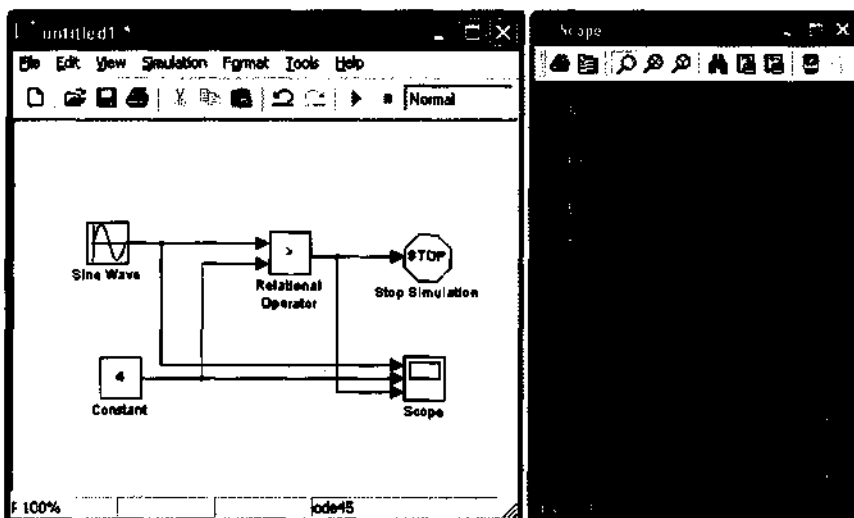 untitled1 *
File Edit View Simulation Format Tools Help
Normal
Sine Wave
>
Relational
Operator
STOP
Stop Simulation
4
Constant
Scope
100%
ode45
Scope